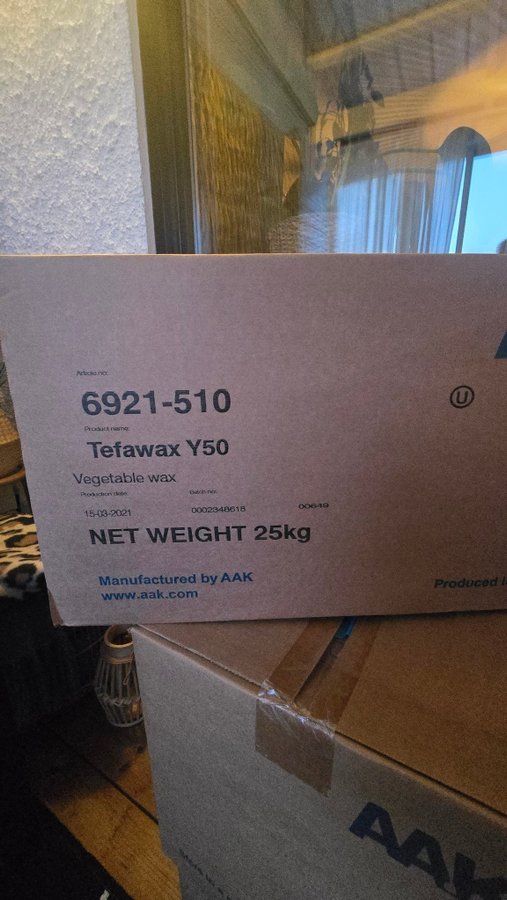 Article no:
6921-510
Product name:
Tefawax Y50
Vegetable wax
Production date: Batch no:
15-03-2021 0002348618 00649
NET WEIGHT 25kg
Manufactured by AAK
www.aak.com
Produced
U
AAK